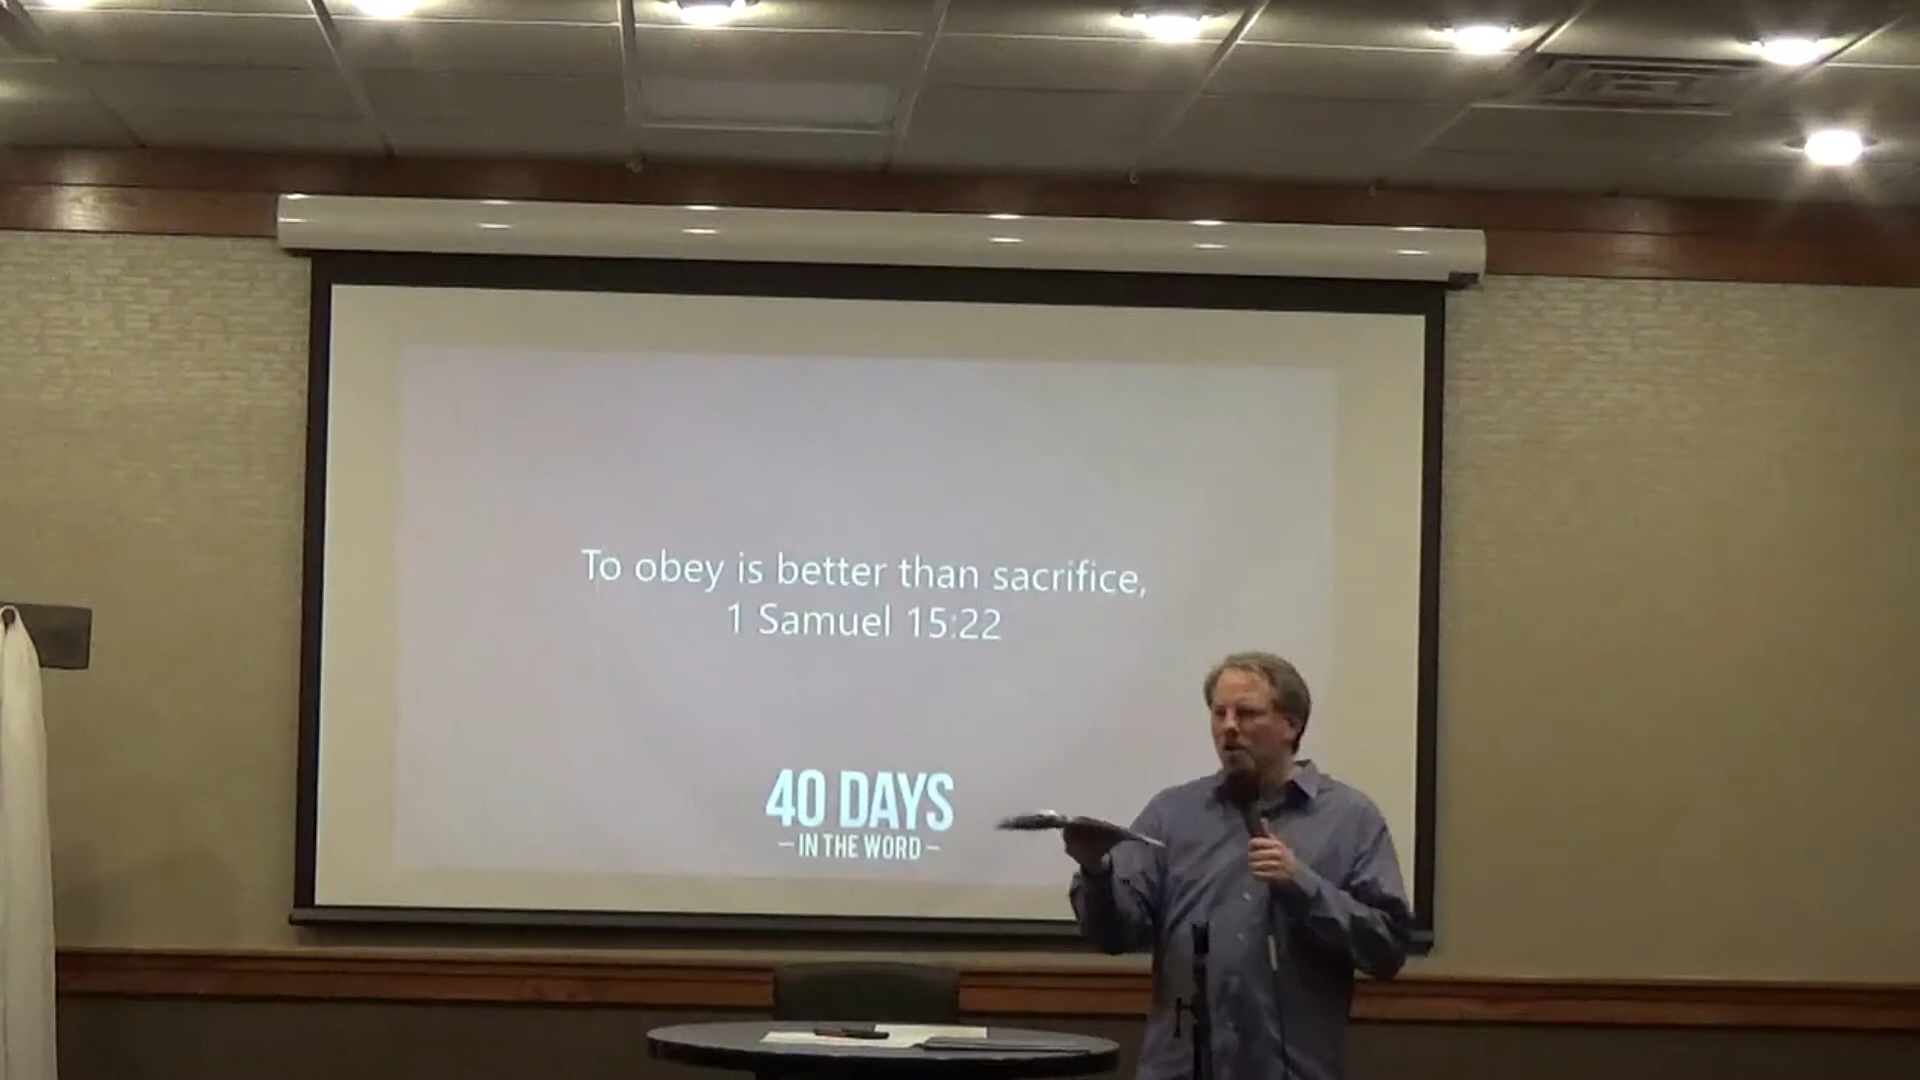 To obey is better than sacrifice,
1 Samuel 15:22
40 DAYS
– IN THE WORD –